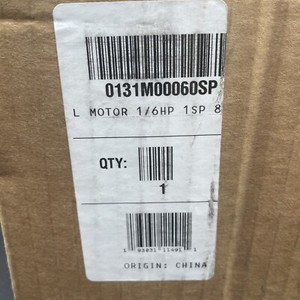 0131M00060SP
L MOTOR 1/6HP 1SP 8
QTY:
1
ORIGIN: CHINA